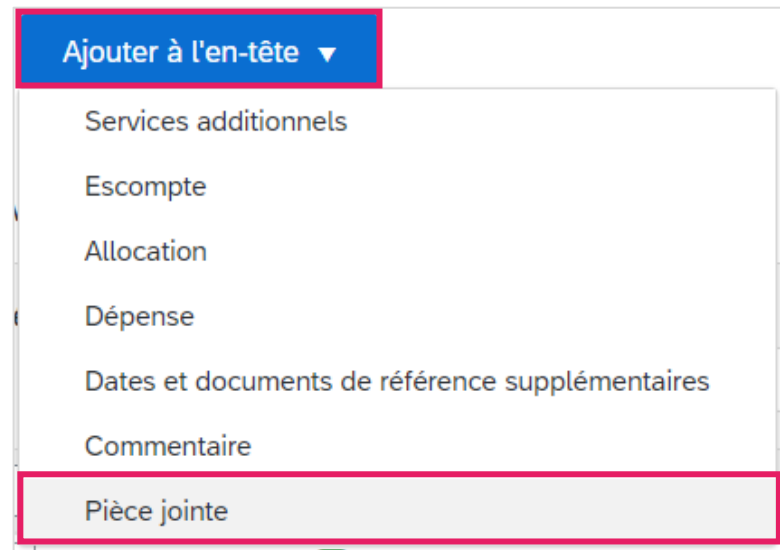 Ajouter à l'en-tête ▼
Services additionnels
Escompte
Allocation
Dépense
Dates et documents de référence supplémentaires
Commentaire
Pièce jointe